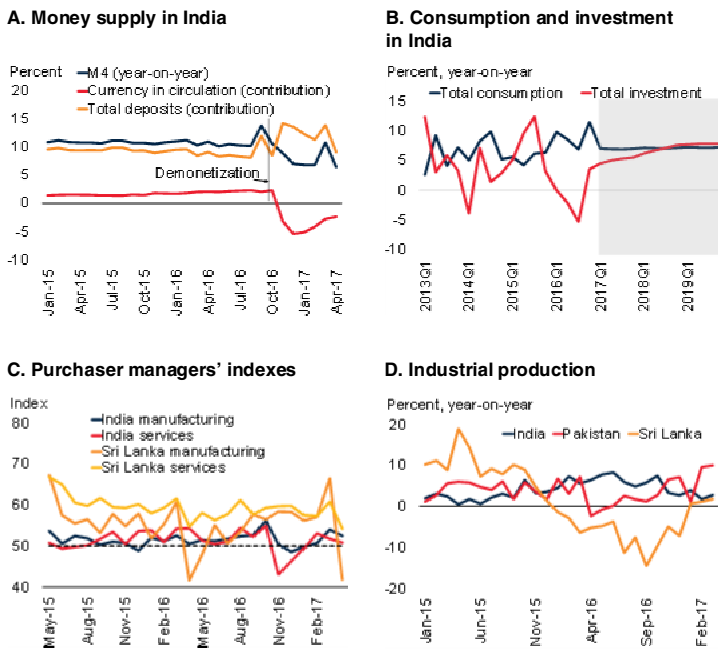 A. Money supply in India
Percent
M4 (year-on-year)
Currency in circulation (contribution)
Total deposits (contribution)
20
15
10
5
0
-5
-10
Demonetization
Jan-15
Apr-15
Jul-15
Oct-15
Jan-16
Apr-16
Jul-16
Oct-16
Jan-17
Apr-17
B. Consumption and investment
in India
Percent, year-on-year
Total consumption
Total investment
15
10
5
0
-5
-10
2013Q1
2014Q1
2015Q1
2016Q1
2017Q1
2018Q1
2019Q1
C. Purchaser managers' indexes
Index
India manufacturing
India services
Sri Lanka manufacturing
Sri Lanka services
80
70
60
50
40
May-15
Aug-15
Nov-15
Feb-16
May-16
Aug-16
Nov-16
Feb-17
D. Industrial production
Percent, year-on-year
India
Pakistan
Sri Lanka
20
10
0
-10
-20
Jan-15
Jun-15
Nov-15
Apr-16
Sep-16
Feb-17